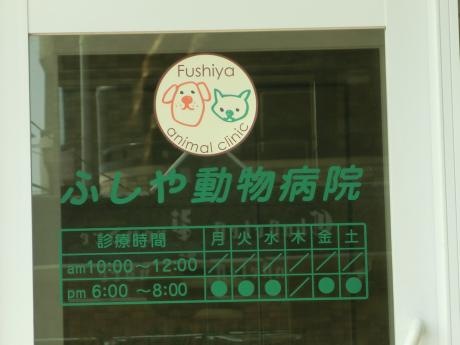 Fushiya
animal clinic
ふしや動物病院
診療時間 月 火 水 木 金 土
am10:00〜12:00 ／ ／ ／ ／ ／ ／
pm 6:00 〜8:00 ● ● ● ／ ● ●